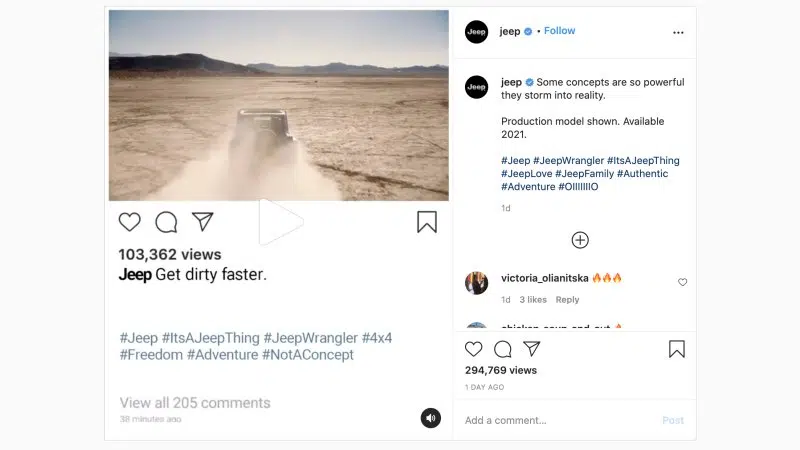 103,362 views
Jeep Get dirty faster.
#Jeep #ItsAJeepThing #JeepWrangler #4x4
#Freedom #Adventure #NotAConcept
View all 205 comments
38 minutes ago
Jeep jeep • Follow
Jeep jeep Some concepts are so powerful
they storm into reality.
Production model shown. Available
2021.
#Jeep #JeepWrangler #ItsAJeepThing
#JeepLove #JeepFamily #Authentic
#Adventure #OIIIIIIIO
1d
victoria_olianitska 🔥🔥🔥
1d 3 likes Reply
294,769 views
1 DAY AGO
Add a comment... Post